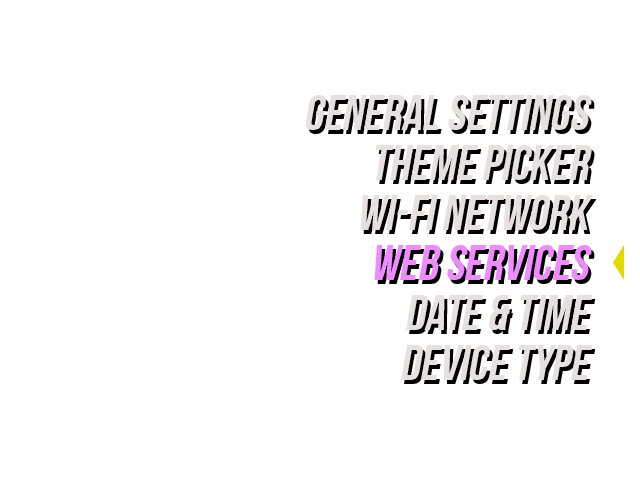 GENERAL SETTINGS
THEME PICKER
WI-FI NETWORK
WEB SERVICES
DATE & TIME
DEVICE TYPE